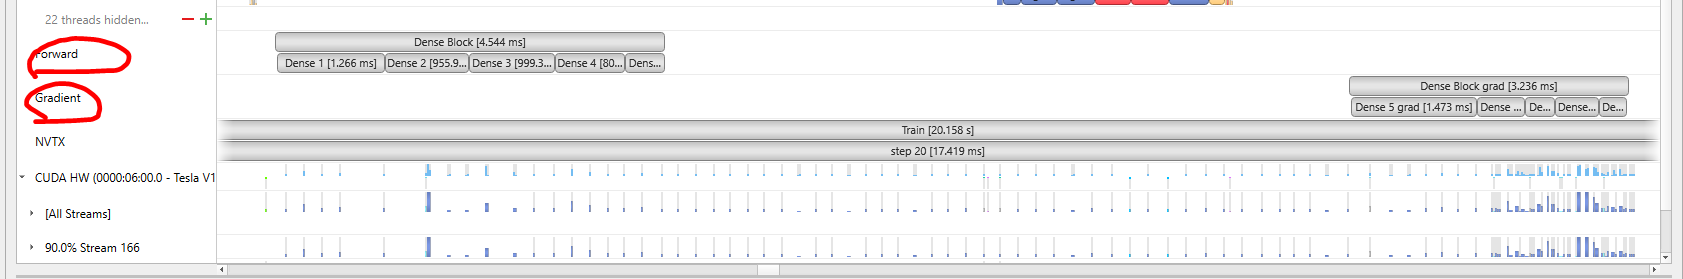 22 threads hidden...
Forward
Dense Block [4.544 ms]
Dense 1 [1.266 ms] Dense 2 [955.9... Dense 3 [999.3... Dense 4 [80... Dens...
Gradient
Dense Block grad [3.236 ms]
Dense 5 grad [1.473 ms] Dense ... De... Dense... De...
NVTX
Train [20.158 s]
step 20 [17.419 ms]
CUDA HW (0000:06:00.0 - Tesla V1
[All Streams]
90.0% Stream 166